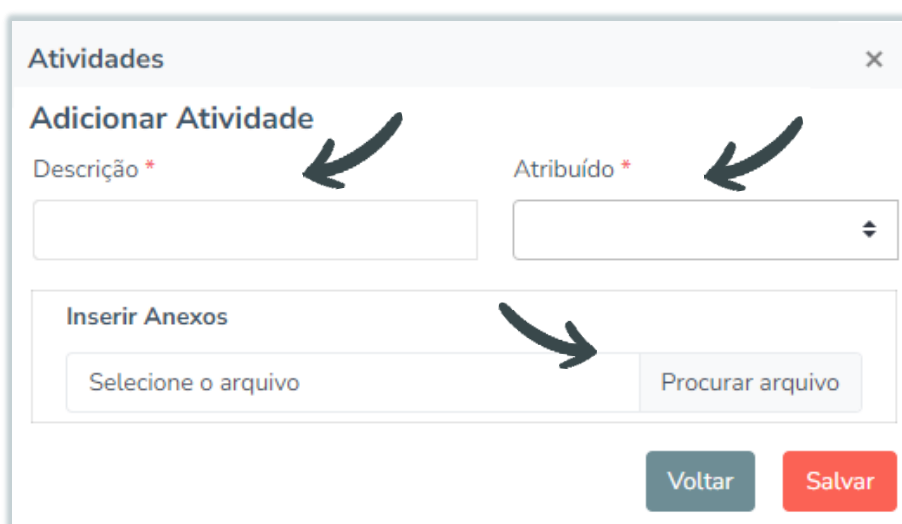 Atividades ×
Adicionar Atividade
Descrição * Atribuído *
Inserir Anexos
Selecione o arquivo Procurar arquivo
Voltar Salvar